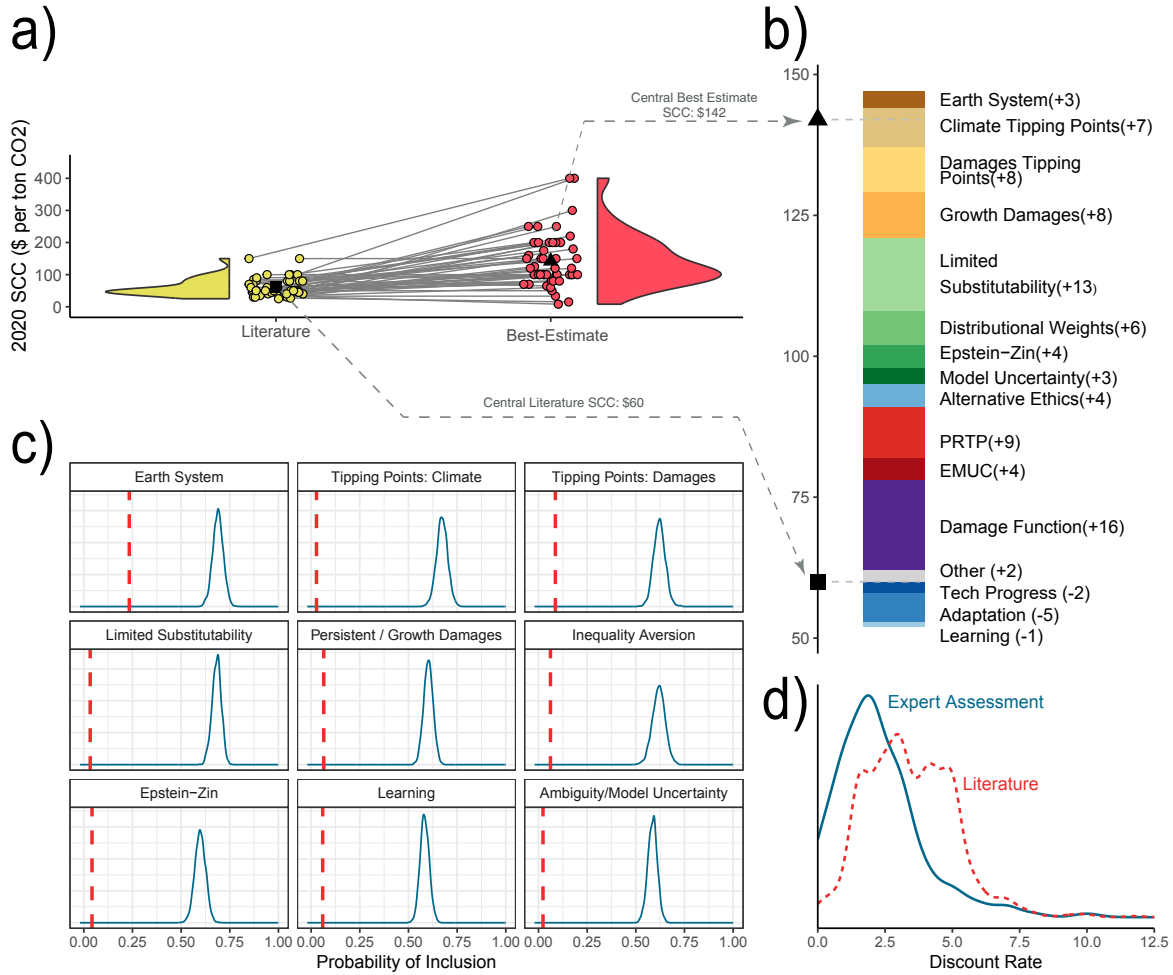 a)
2020 SCC ($ per ton CO2)
400
300
200
100
0
Literature
Best−Estimate
Central Best Estimate
SCC: $142
Central Literature SCC: $60
b)
150
125
100
75
50
Earth System(+3)
Climate Tipping Points(+7)
Damages Tipping
Points(+8)
Growth Damages(+8)
Limited
Substitutability(+13)
Distributional Weights(+6)
Epstein−Zin(+4)
Model Uncertainty(+3)
Alternative Ethics(+4)
PRTP(+9)
EMUC(+4)
Damage Function(+16)
Other (+2)
Tech Progress (-2)
Adaptation (-5)
Learning (-1)
c)
Earth System
Tipping Points: Climate
Tipping Points: Damages
Limited Substitutability
Persistent / Growth Damages
Inequality Aversion
Epstein−Zin
Learning
Ambiguity/Model Uncertainty
0.00 0.25 0.50 0.75 1.00
0.00 0.25 0.50 0.75 1.00
0.00 0.25 0.50 0.75 1.00
Probability of Inclusion
d)
Expert Assessment
Literature
0.0 2.5 5.0 7.5 10.0 12.5
Discount Rate